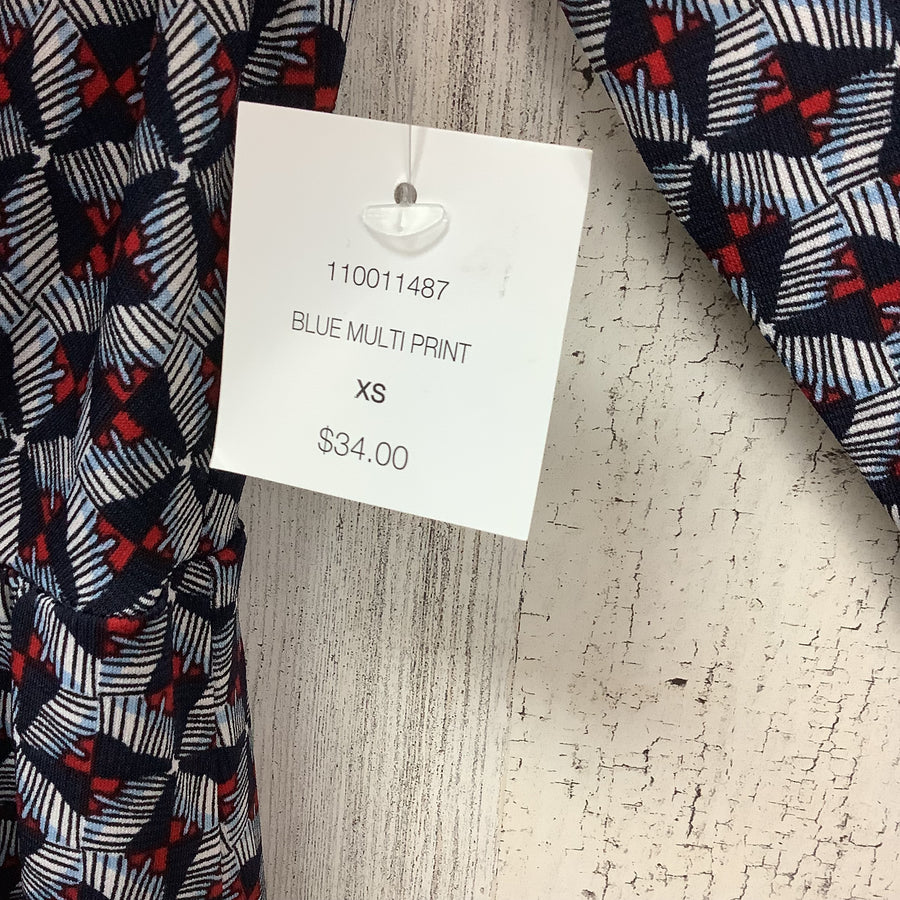 110011487
BLUE MULTI PRINT
XS
$34.00